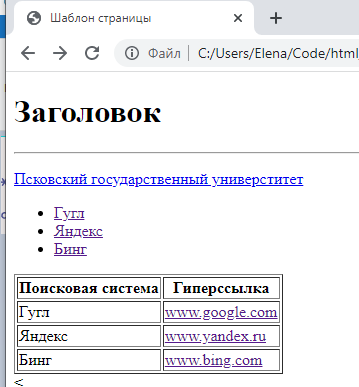 Шаблон страницы
Файл C:/Users/Elena/Code/html
Заголовок
Псковский государственный универститет
Гугл
Яндекс
Бинг
Поисковая система Гиперссылка
Гугл www.google.com
Яндекс www.yandex.ru
Бинг www.bing.com
<